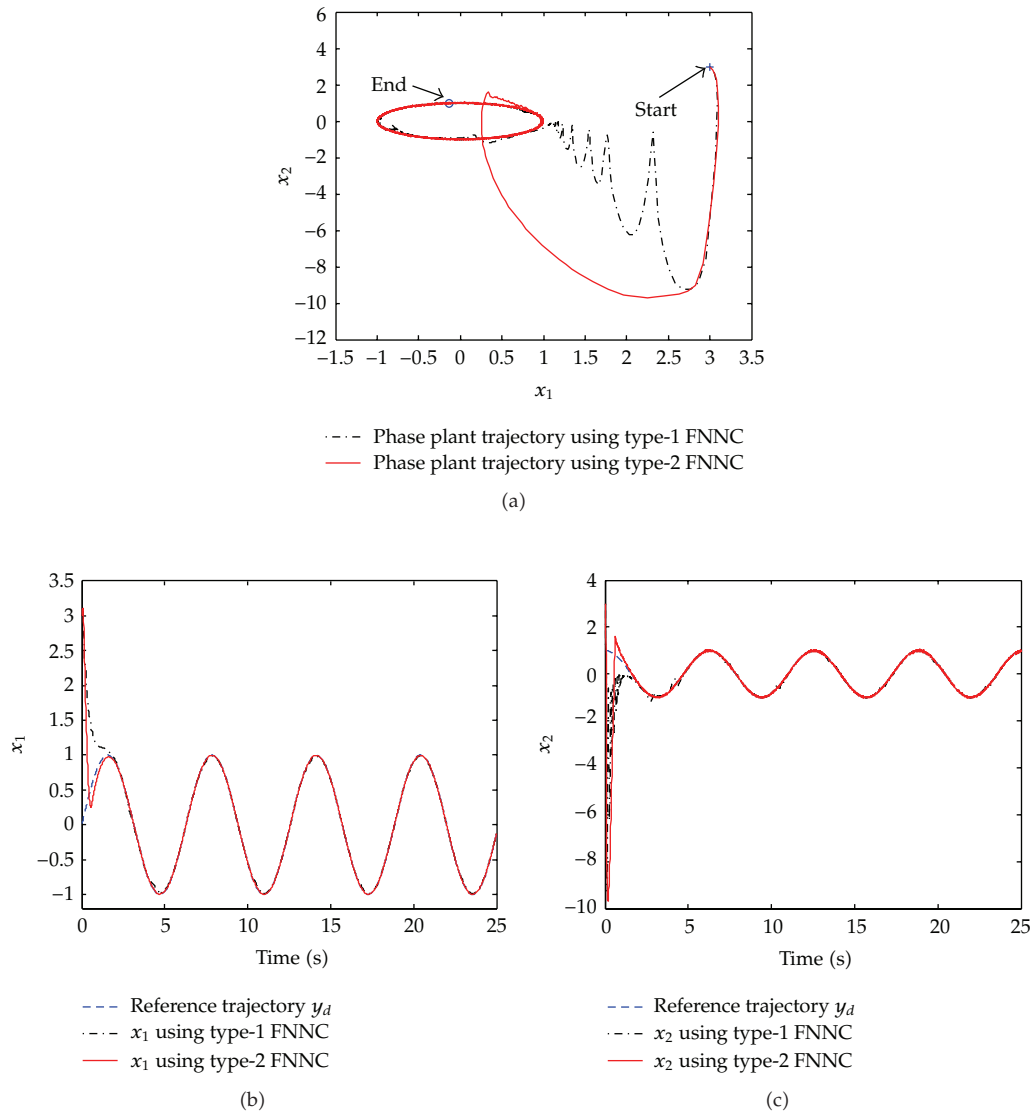 6
4
2
0
−2
−4
−6
−8
−10
−12
x2
End
Start
−1.5 −1 −0.5 0 0.5 1 1.5 2 2.5 3 3.5
x1
Phase plant trajectory using type-1 FNNC
Phase plant trajectory using type-2 FNNC
(a)
3.5
3
2.5
2
1.5
1
0.5
0
−0.5
−1
x1
0 5 10 15 20 25
Time (s)
Reference trajectory yd
x1 using type-1 FNNC
x1 using type-2 FNNC
(b)
4
2
0
−2
−4
−6
−8
−10
x2
0 5 10 15 20 25
Time (s)
Reference trajectory yd
x2 using type-1 FNNC
x2 using type-2 FNNC
(c)